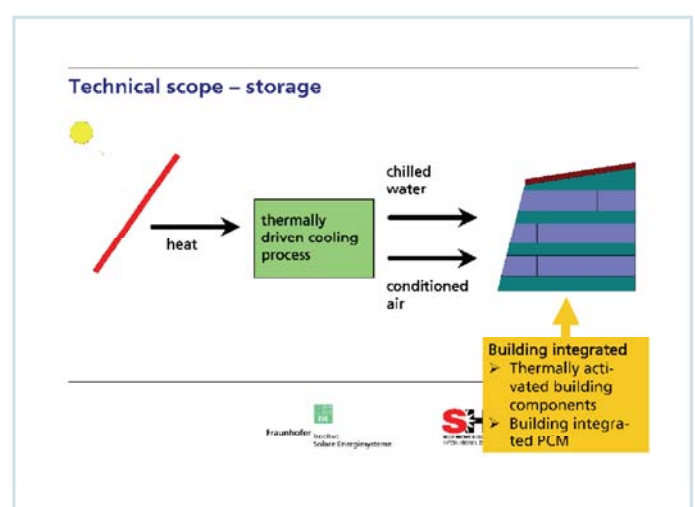 Technical scope – storage
chilled
water
heat
thermally
driven cooling
process
conditioned
air
Building integrated
➢ Thermally acti-
vated building
components
➢ Building integra-
ted PCM
Fraunhofer
Institut
Solare Energiesysteme